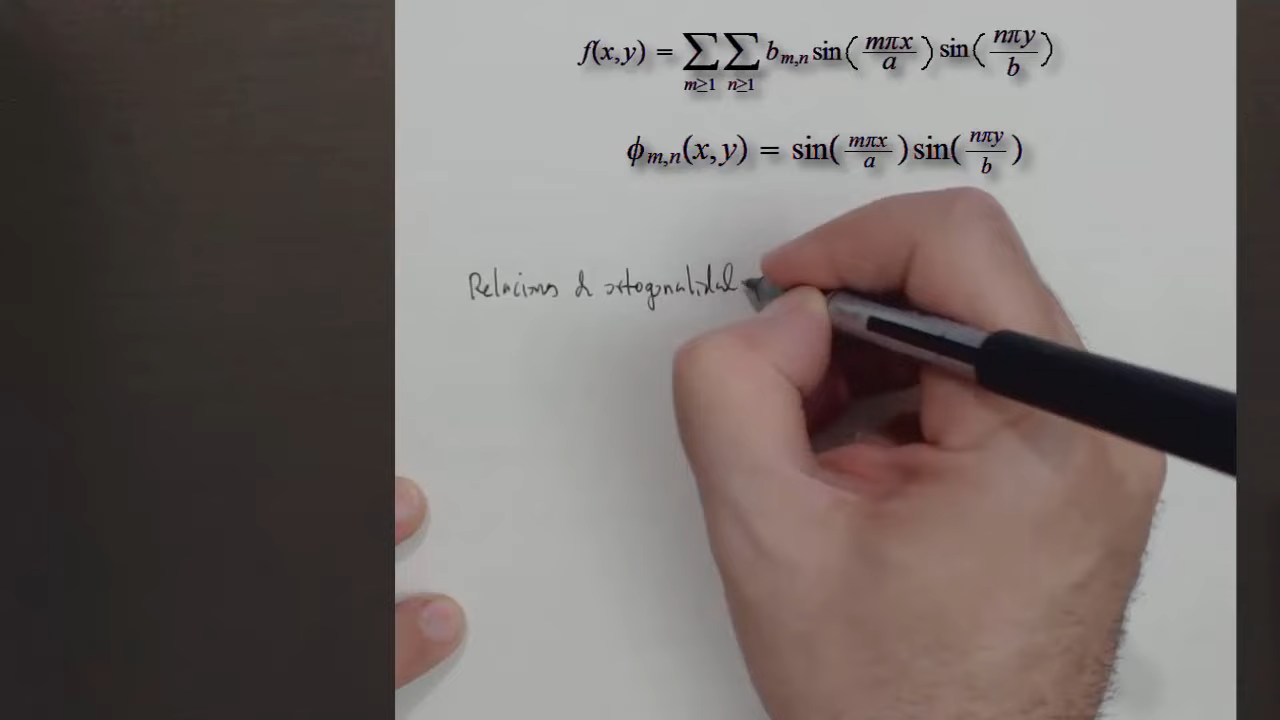 f(x,y) = ∑_{m≥1} ∑_{n≥1} b_{m,n} sin(mπx/a) sin(nπy/b)
ϕ_{m,n}(x,y) = sin(mπx/a) sin(nπy/b)
Relaciones de ortogonalidad